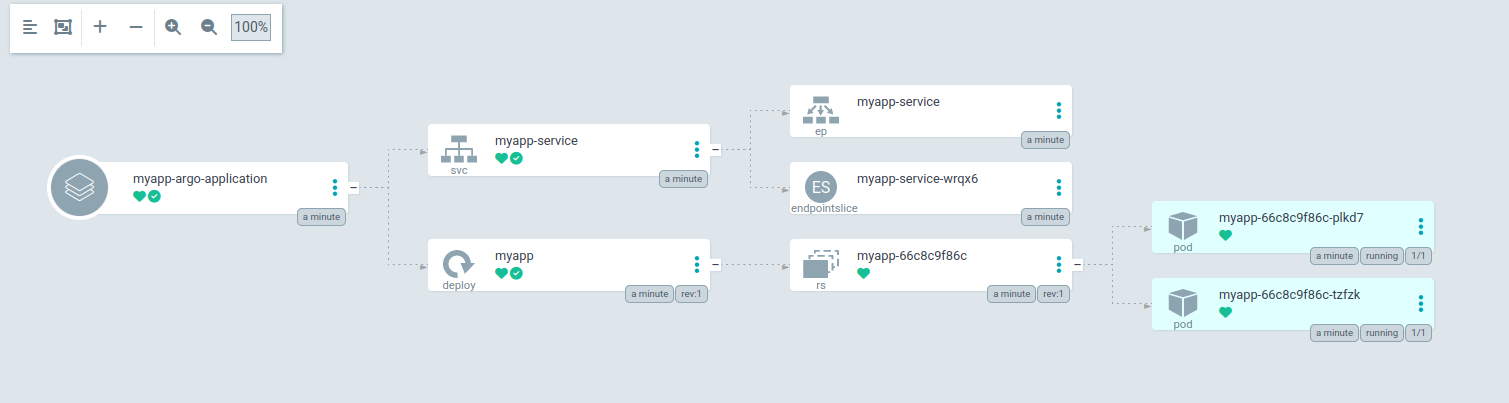 100%
myapp-argo-application
a minute
myapp-service
svc
a minute
myapp
deploy
a minute rev:1
myapp-service
ep
a minute
ES
myapp-service-wrqx6
endpointslice
a minute
myapp-66c8c9f86c
rs
a minute rev:1
myapp-66c8c9f86c-plkd7
pod
a minute running 1/1
myapp-66c8c9f86c-tzfzk
pod
a minute running 1/1